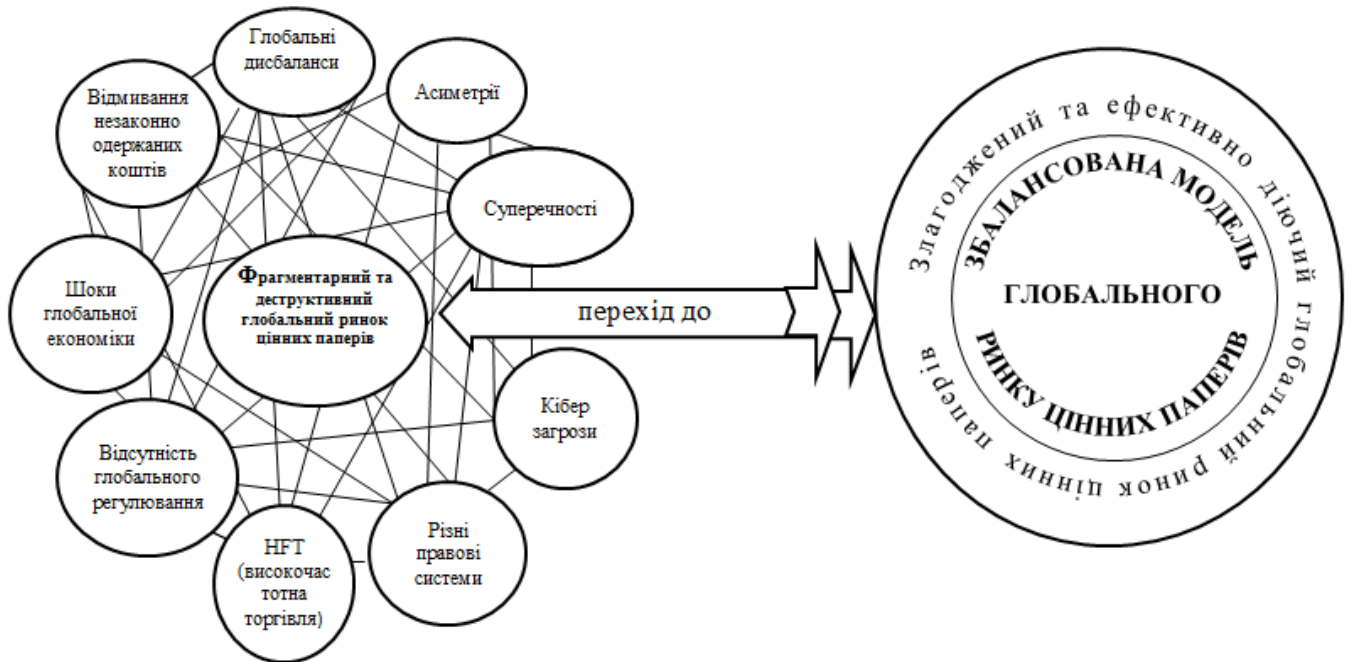 Глобальні
дисбаланси
Асиметрії
Відмивання
незаконно
одержаних
коштів
Суперечності
Шоки
глобальної
економіки
Фрагментарний та
деструктивний
глобальний ринок
цінних паперів
перехід до
Кібер
загрози
Відсутність
глобального
регулювання
Різні
правові
системи
HFT
(височас
тотна
торгівля)
Злагоджений та ефективно діючий глобальний ринок цінних паперів
ЗБАЛАНСОВАНА МОДЕЛЬ
ГЛОБАЛЬНОГО
РИНКУ ЦІННИХ ПАПЕРІВ